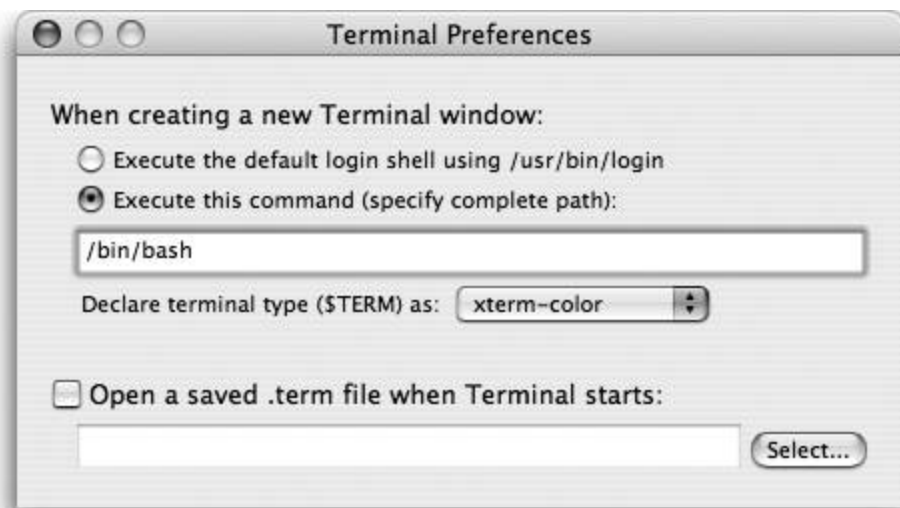 Terminal Preferences
When creating a new Terminal window:
Execute the default login shell using /usr/bin/login
Execute this command (specify complete path):
/bin/bash
Declare terminal type ($TERM) as: xterm-color
Open a saved .term file when Terminal starts:
Select...